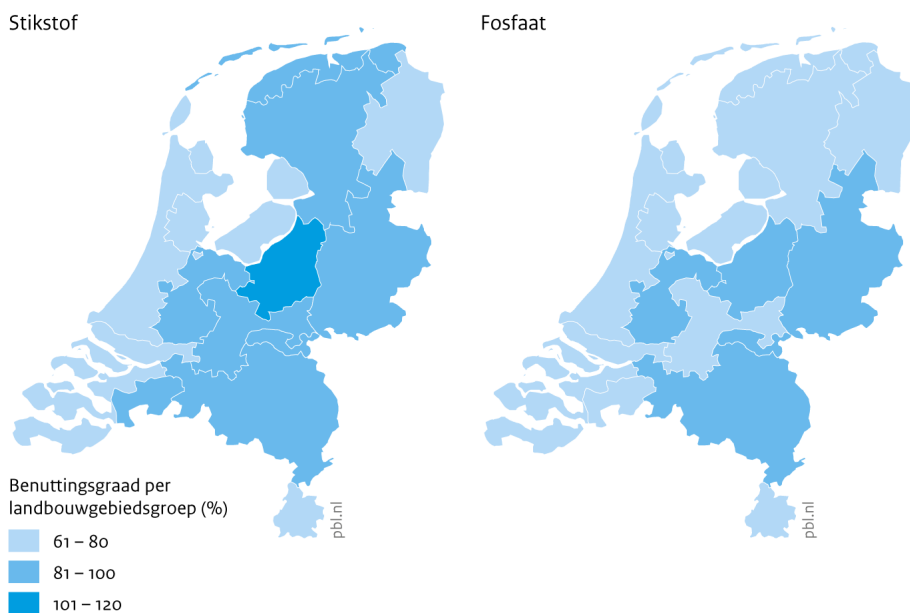 Stikstof
Fosfaat
Benuttingsgraad per
landbouwgebiedsgroep (%)
61 – 80
81 – 100
101 – 120
pbl.nl
pbl.nl